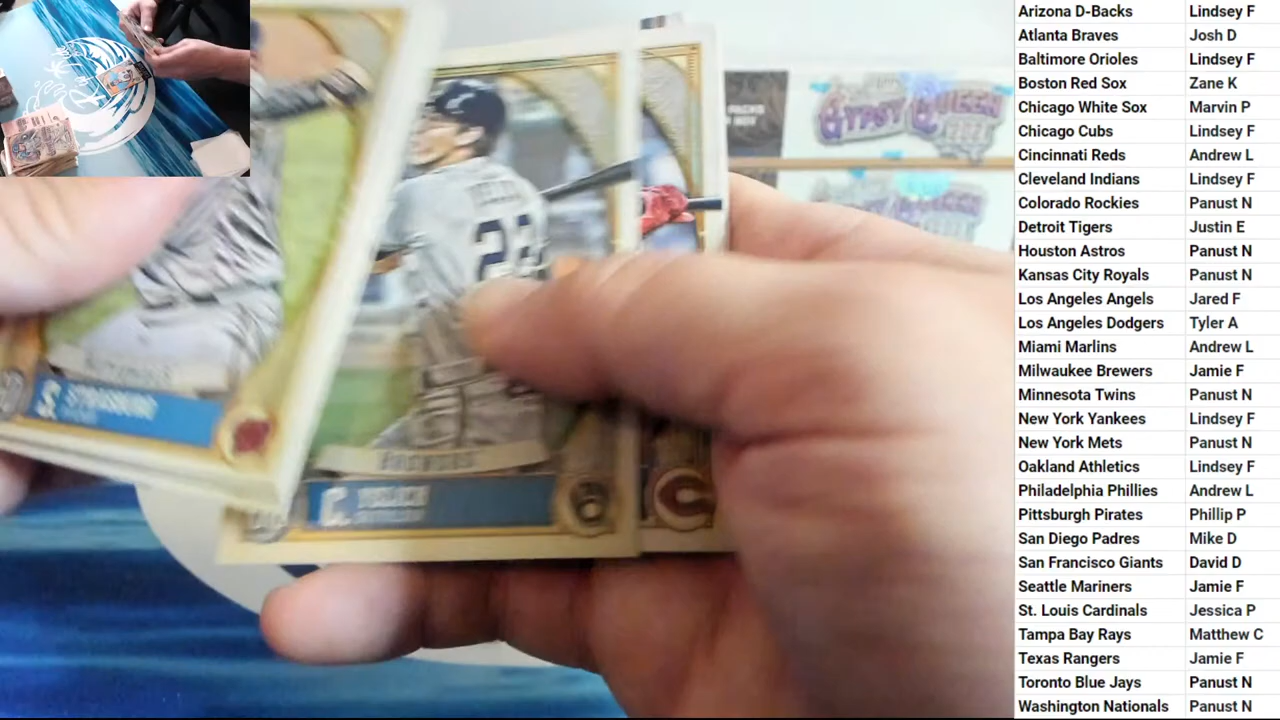 Arizona D-Backs Lindsey F
Atlanta Braves Josh D
Baltimore Orioles Lindsey F
Boston Red Sox Zane K
Chicago White Sox Marvin P
Chicago Cubs Lindsey F
Cincinnati Reds Andrew L
Cleveland Indians Lindsey F
Colorado Rockies Panust N
Detroit Tigers Justin E
Houston Astros Panust N
Kansas City Royals Panust N
Los Angeles Angels Jared F
Los Angeles Dodgers Tyler A
Miami Marlins Andrew L
Milwaukee Brewers Jamie F
Minnesota Twins Panust N
New York Yankees Lindsey F
New York Mets Panust N
Oakland Athletics Lindsey F
Philadelphia Phillies Andrew L
Pittsburgh Pirates Phillip P
San Diego Padres Mike D
San Francisco Giants David D
Seattle Mariners Jamie F
St. Louis Cardinals Jessica P
Tampa Bay Rays Matthew C
Texas Rangers Jamie F
Toronto Blue Jays Panust N
Washington Nationals Panust N
GYPSY QUEEN
22
S. STRASBURG
C. YELICH